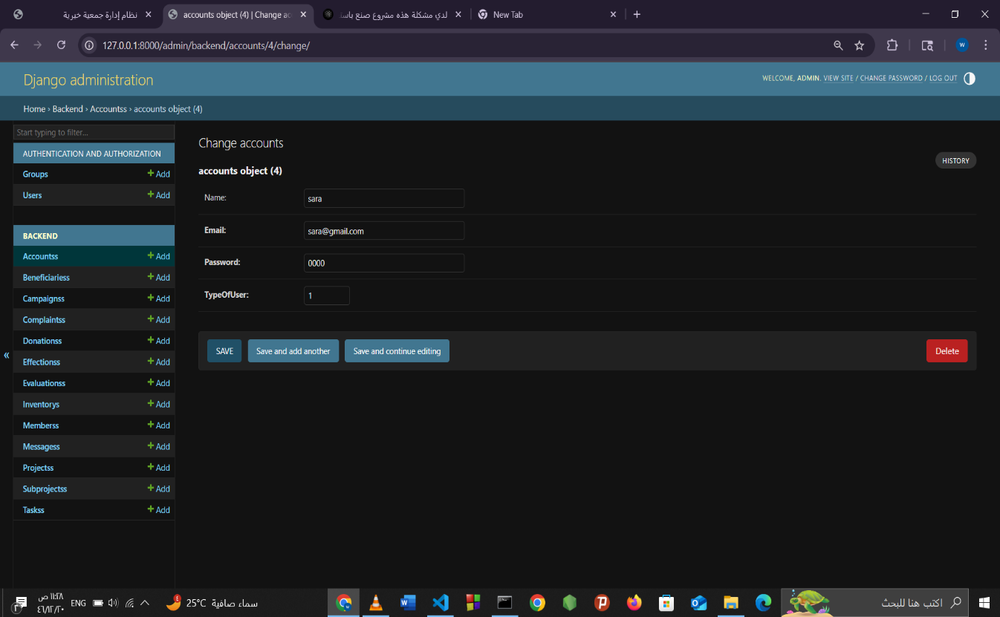 نظام إدارة جمعية خيرية
accounts object (4) | Change ac
لدي مشكلة هذه مشروع صنع باست
New Tab
127.0.0.1:8000/admin/backend/accounts/4/change/
W
Django administration
WELCOME, ADMIN. VIEW SITE / CHANGE PASSWORD / LOG OUT
Home › Backend › Accountss › accounts object (4)
Start typing to filter...
AUTHENTICATION AND AUTHORIZATION
Groups + Add
Users + Add
BACKEND
Accountss + Add
Beneficiariess + Add
Campaignss + Add
Complaintss + Add
Donationss + Add
Effectionss + Add
Evaluationss + Add
Inventorys + Add
Memberss + Add
Messagess + Add
Projectss + Add
Subprojectss + Add
Taskss + Add
«
Change accounts
HISTORY
accounts object (4)
Name: sara
Email: sara@gmail.com
Password: 0000
TypeOfUser: 1
SAVE
Save and add another
Save and continue editing
Delete
١١:٢٨ ص
ENG
25°C سماء صافية
اكتب هنا للبحث